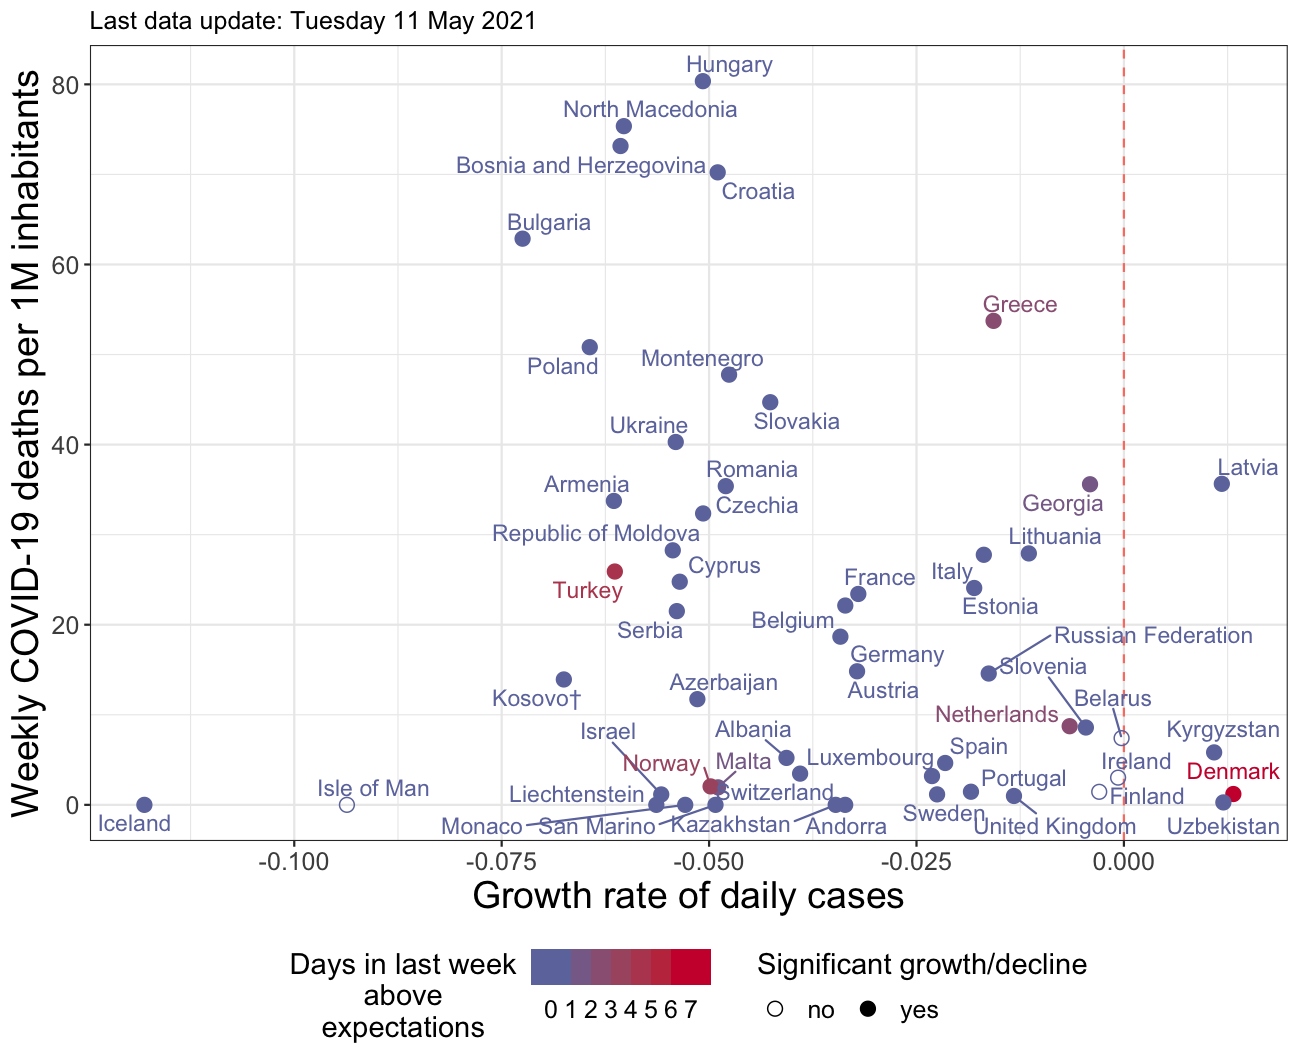 Last data update: Tuesday 11 May 2021
Weekly COVID-19 deaths per 1M inhabitants
80
60
40
20
0
Hungary
North Macedonia
Bosnia and Herzegovina
Croatia
Bulgaria
Greece
Poland
Montenegro
Slovakia
Ukraine
Romania
Latvia
Armenia
Czechia
Georgia
Republic of Moldova
Lithuania
Cyprus
Italy
France
Turkey
Estonia
Belgium
Serbia
Russian Federation
Germany
Slovenia
Azerbaijan
Austria
Kosovo†
Belarus
Netherlands
Israel
Albania
Kyrgyzstan
Spain
Luxembourg
Norway
Malta
Ireland
Denmark
Portugal
Isle of Man
Liechtenstein
Switzerland
Finland
Sweden
Iceland
Monaco
San Marino
Kazakhstan
Andorra
United Kingdom
Uzbekistan
-0.100
-0.075
-0.050
-0.025
0.000
Growth rate of daily cases
Days in last week
above
expectations
0 1 2 3 4 5 6 7
Significant growth/decline
no
yes